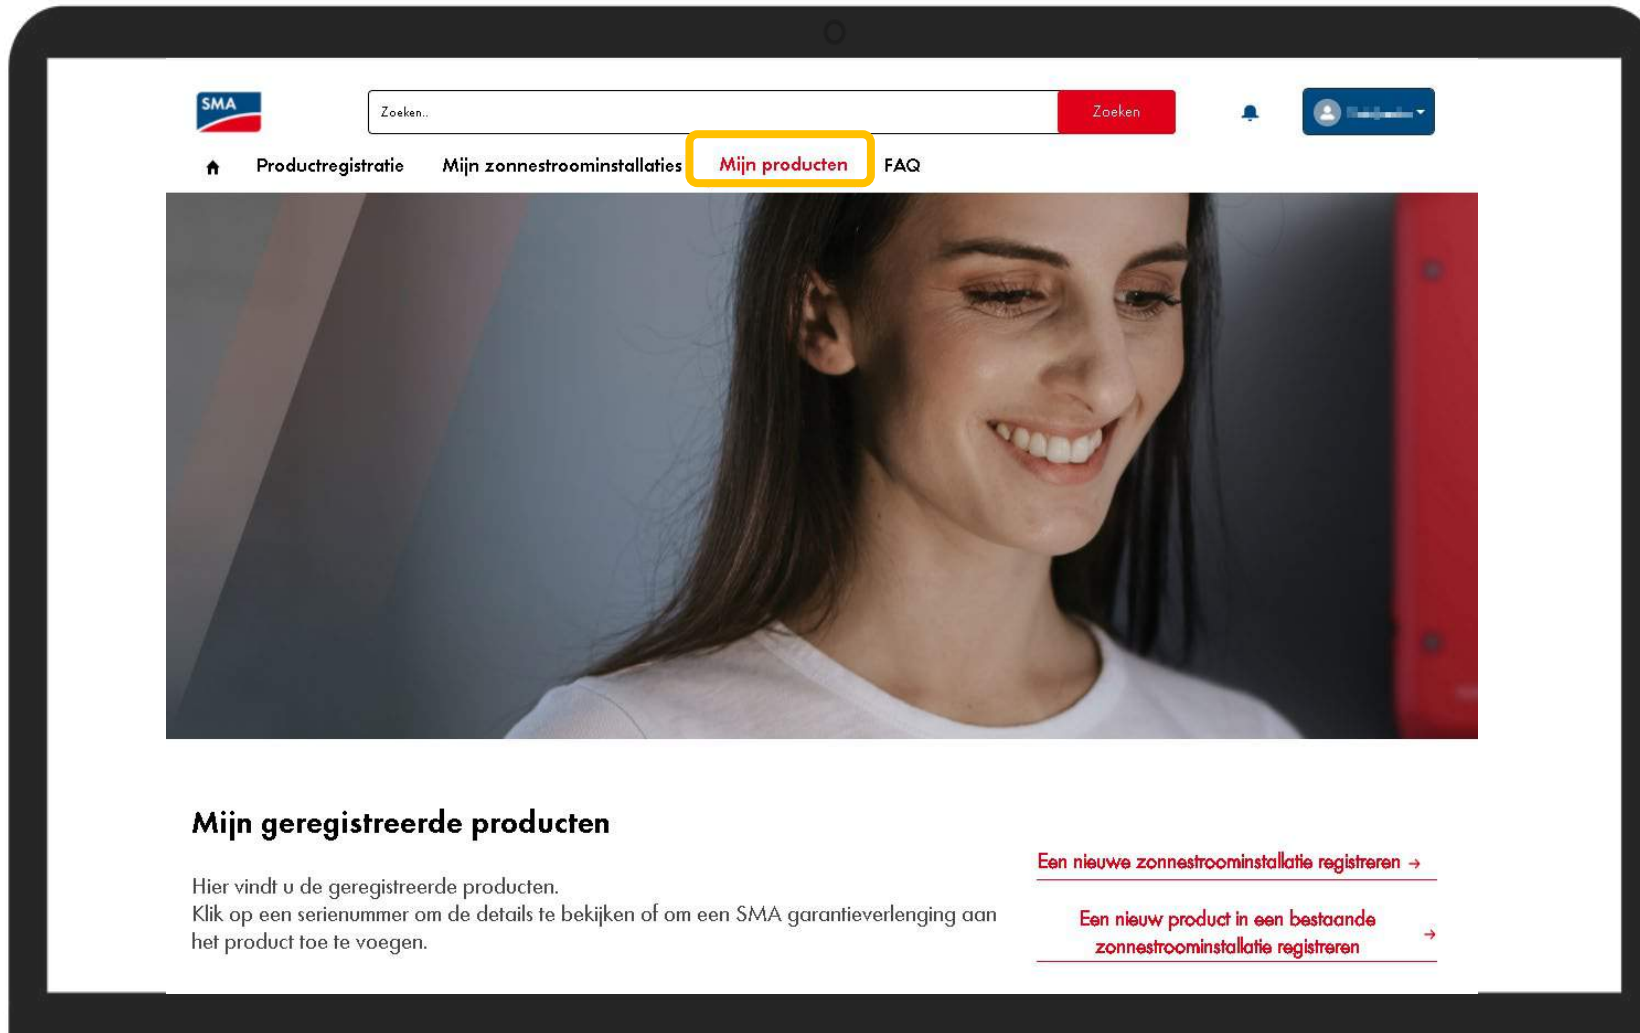 SMA
Zoeken..
Zoeken
Productregistratie
Mijn zonnestroominstallaties
Mijn producten
FAQ
Mijn geregistreerde producten
Hier vindt u de geregistreerde producten.
Klik op een serienummer om de details te bekijken of om een SMA garantieverlenging aan
het product toe te voegen.
Een nieuwe zonnestroominstallatie registreren →
Een nieuw product in een bestaande
zonnestroominstallatie registreren →